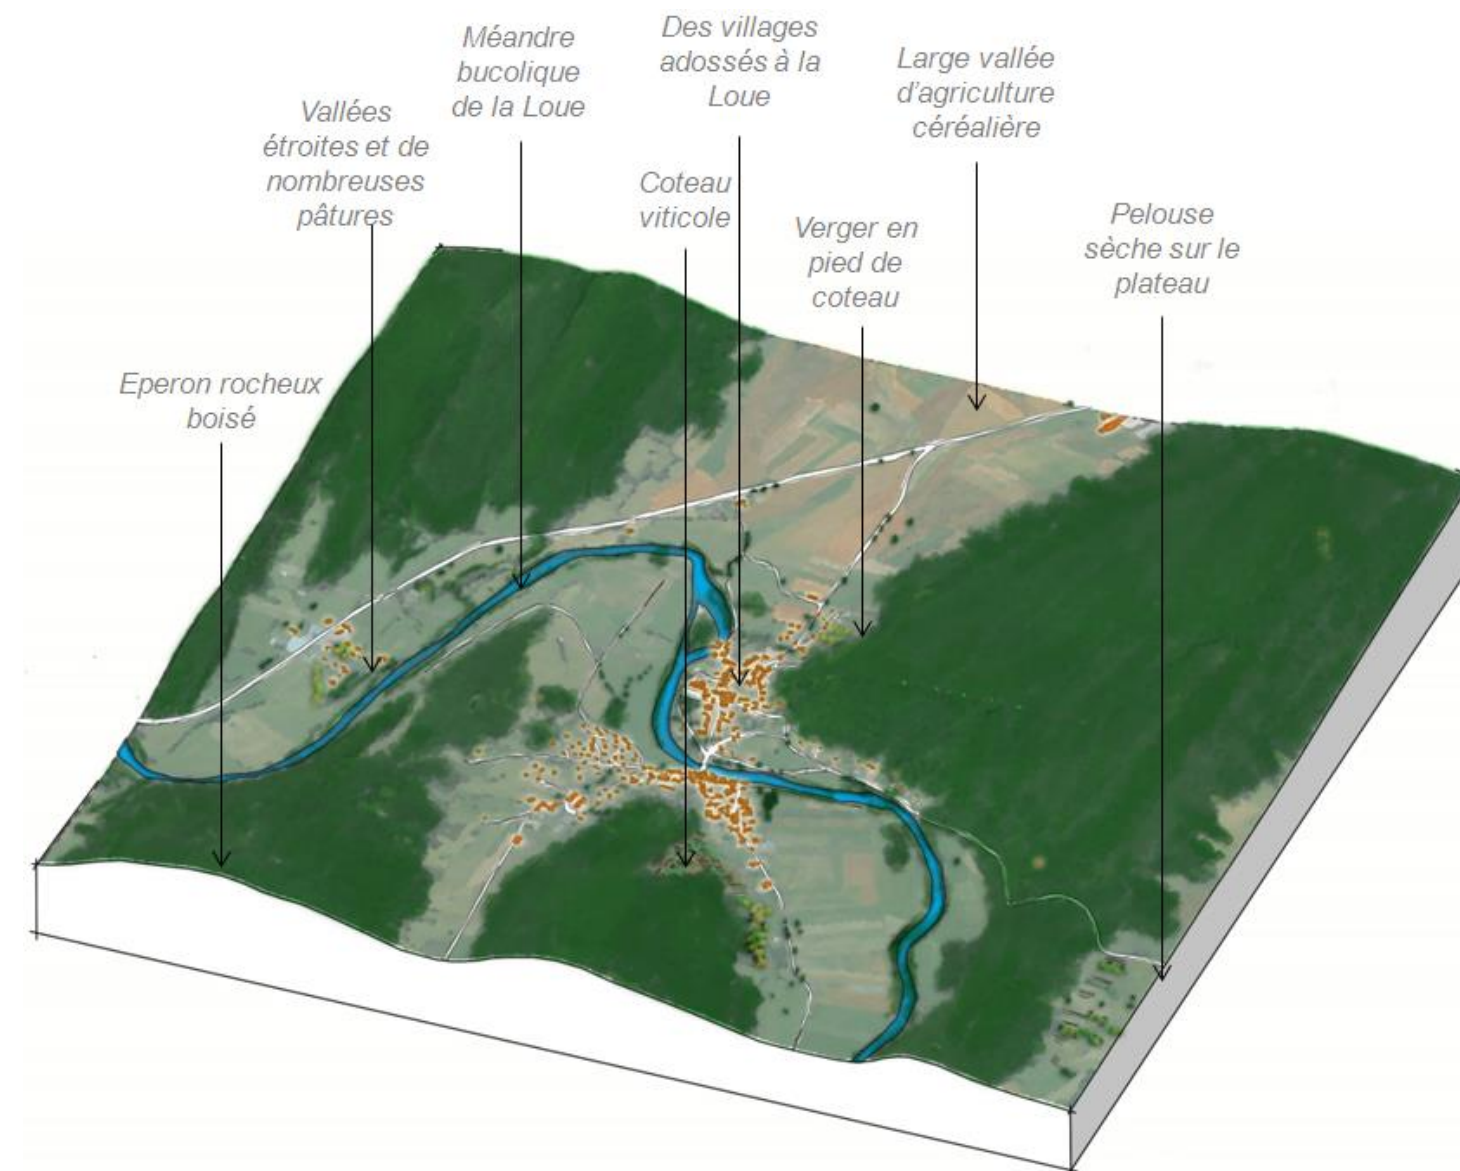 Méandre
bucolique
de la Loue
Des villages
adossés à la
Loue
Large vallée
d'agriculture
céréalière
Vallées
étroites et de
nombreuses
pâtures
Coteau
viticole
Verger en
pied de
coteau
Pelouse
sèche sur le
plateau
Eperon rocheux
boisé